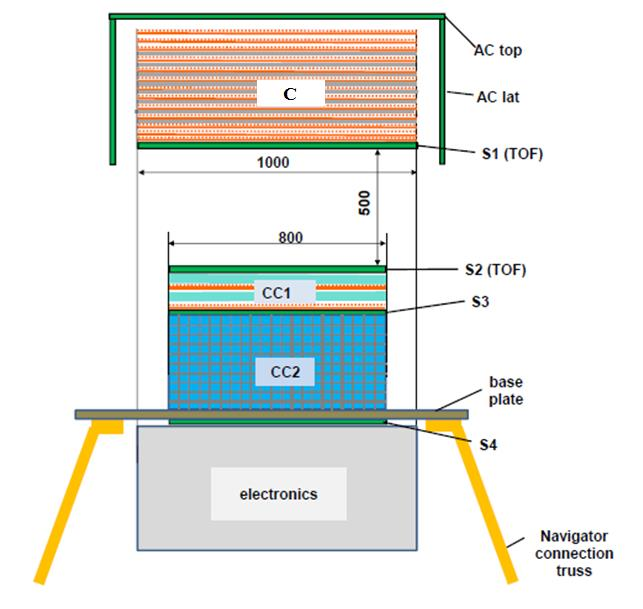 AC top
C
AC lat
S1 (TOF)
1000
500
800
S2 (TOF)
CC1
S3
CC2
base
plate
S4
electronics
Navigator
connection
truss